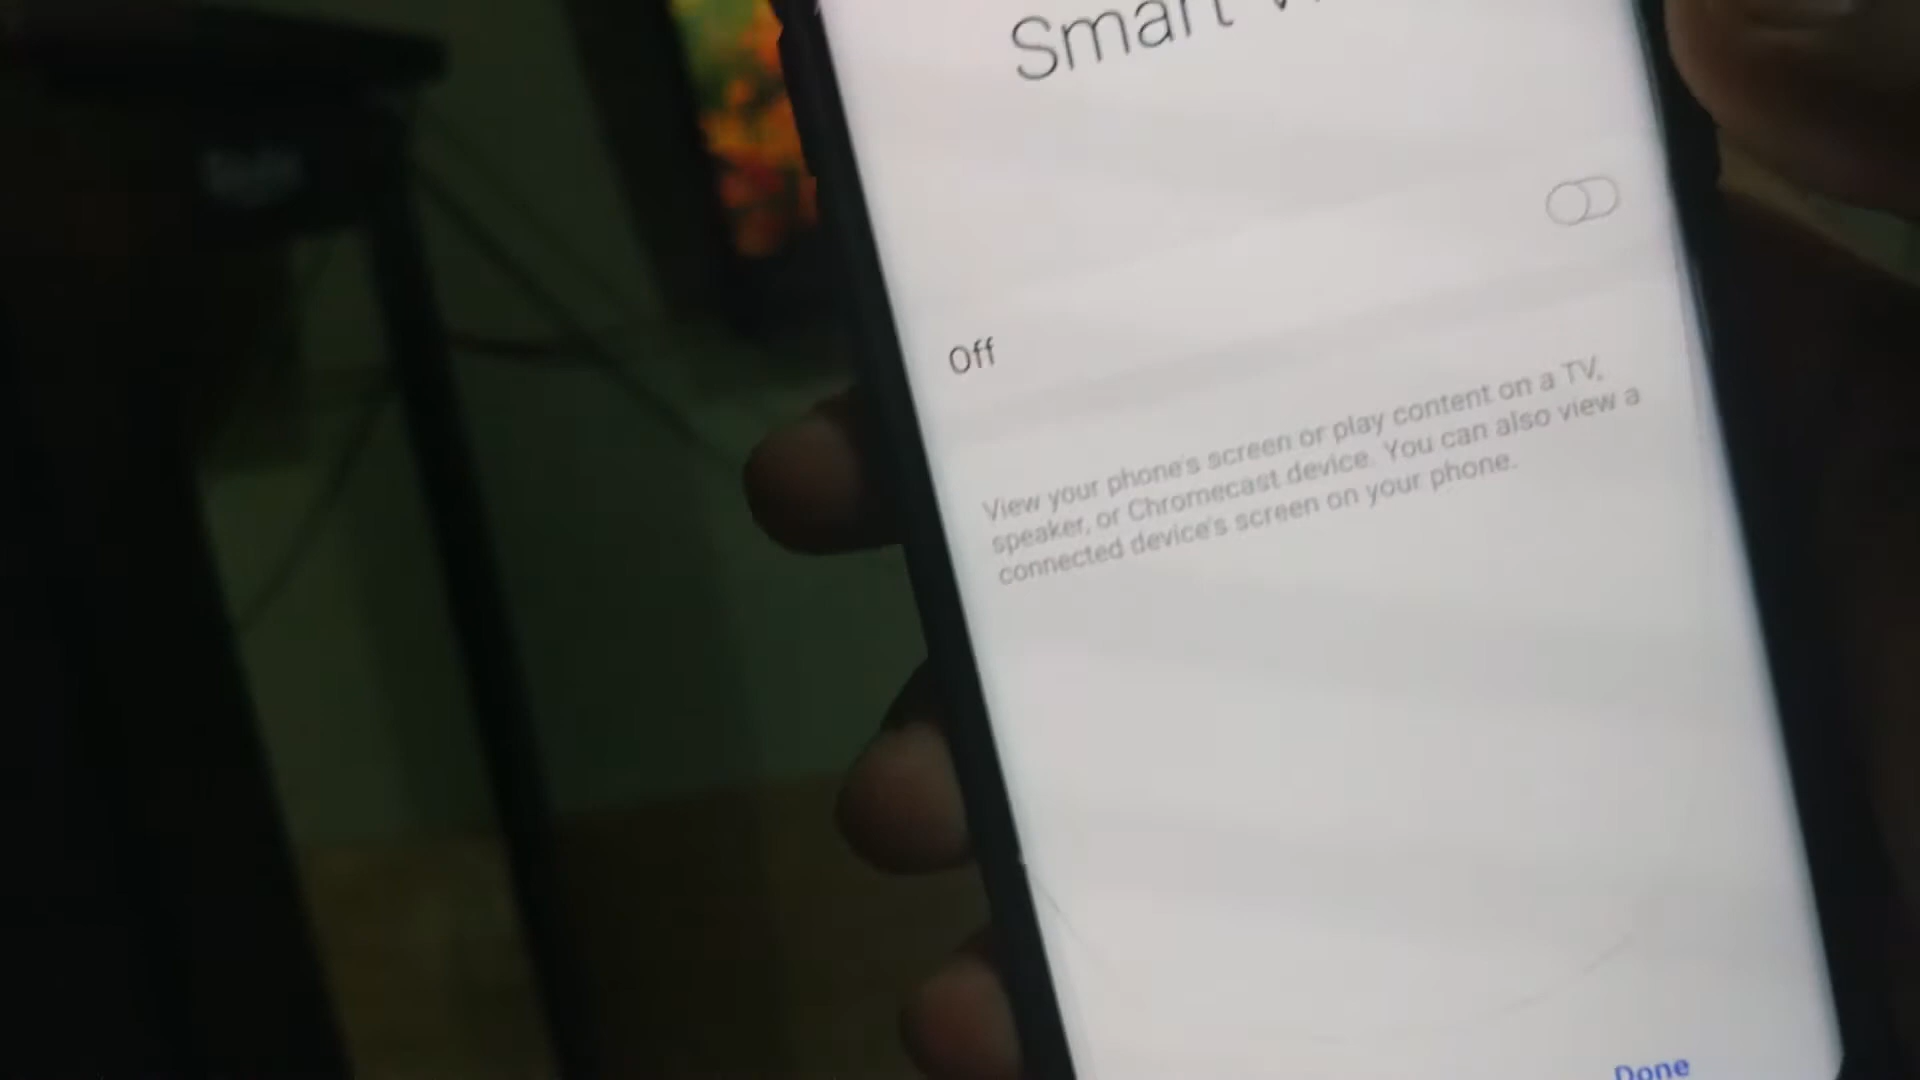 Smart
Off
View your phone's screen or play content on a TV,
speaker, or Chromecast device. You can also view a
connected device's screen on your phone.
Done